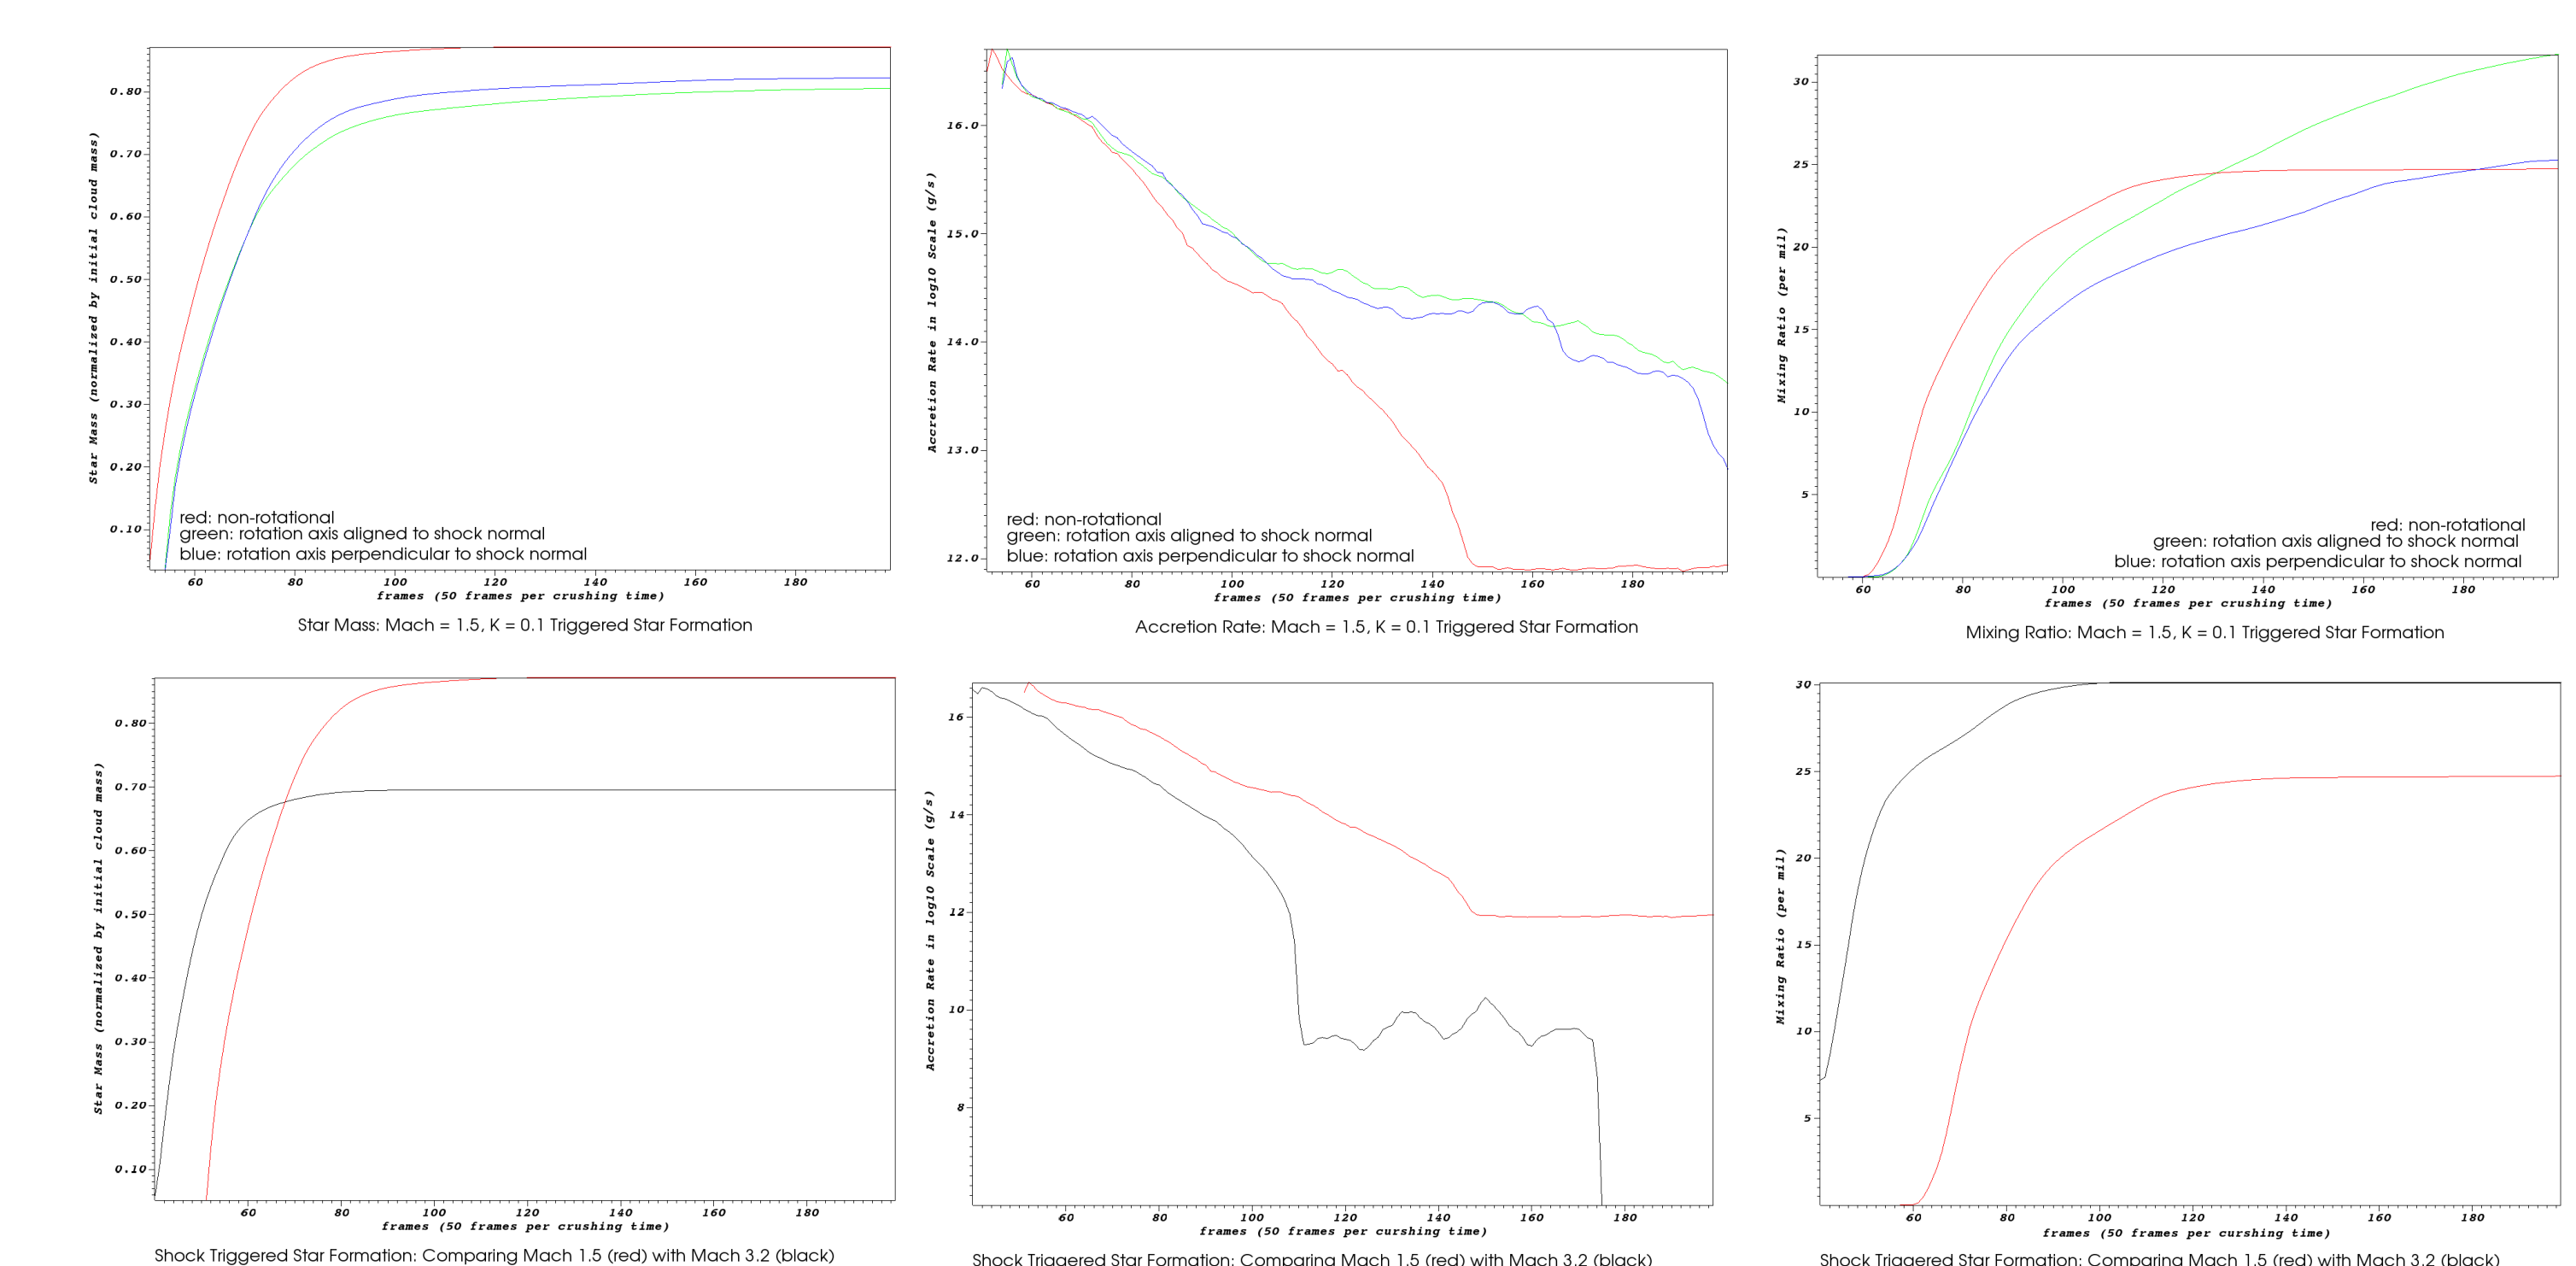 Star Mass (normalized by initial cloud mass)
0.80
0.70
0.60
0.50
0.40
0.30
0.20
0.10
red: non-rotational
green: rotation axis aligned to shock normal
blue: rotation axis perpendicular to shock normal
60 80 100 120 140 160 180
frames (50 frames per crushing time)
Star Mass: Mach = 1.5, K = 0.1 Triggered Star Formation
Accretion Rate in log10 Scale (g/s)
16.0
15.0
14.0
13.0
12.0
red: non-rotational
green: rotation axis aligned to shock normal
blue: rotation axis perpendicular to shock normal
60 80 100 120 140 160 180
frames (50 frames per crushing time)
Accretion Rate: Mach = 1.5, K = 0.1 Triggered Star Formation
Mixing Ratio (per mil)
30
25
20
15
10
5
red: non-rotational
green: rotation axis aligned to shock normal
blue: rotation axis perpendicular to shock normal
60 80 100 120 140 160 180
frames (50 frames per crushing time)
Mixing Ratio: Mach = 1.5, K = 0.1 Triggered Star Formation
Star Mass (normalized by initial cloud mass)
0.80
0.70
0.60
0.50
0.40
0.30
0.20
0.10
60 80 100 120 140 160 180
frames (50 frames per crushing time)
Shock Triggered Star Formation: Comparing Mach 1.5 (red) with Mach 3.2 (black)
Accretion Rate in log10 Scale (g/s)
16
14
12
10
8
60 80 100 120 140 160 180
frames (50 frames per curshing time)
Shock Triggered Star Formation: Comparing Mach 1.5 (red) with Mach 3.2 (black)
Mixing Ratio (per mil)
30
25
20
15
10
5
60 80 100 120 140 160 180
frames (50 frames per curshing time)
Shock Triggered Star Formation: Comparing Mach 1.5 (red) with Mach 3.2 (black)